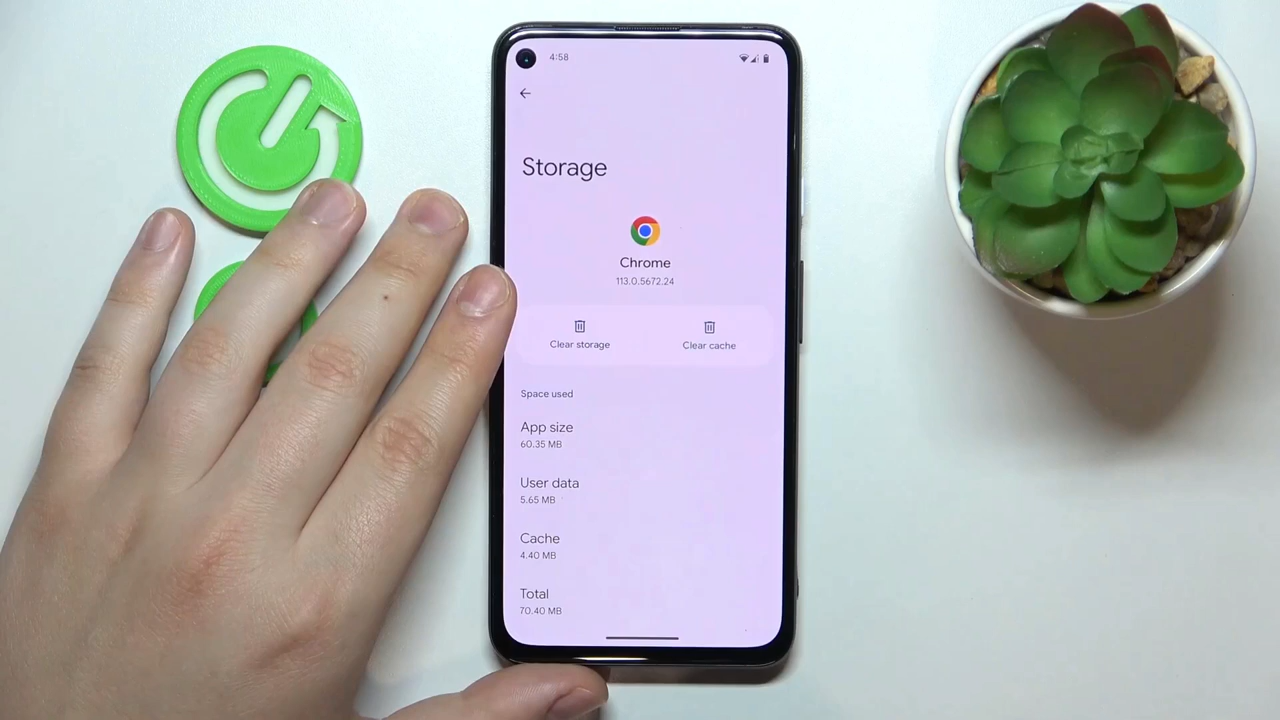 4:58
Storage
Chrome
113.0.5672.24
Clear storage
Clear cache
Space used
App size
60.35 MB
User data
5.65 MB
Cache
4.40 MB
Total
70.40 MB